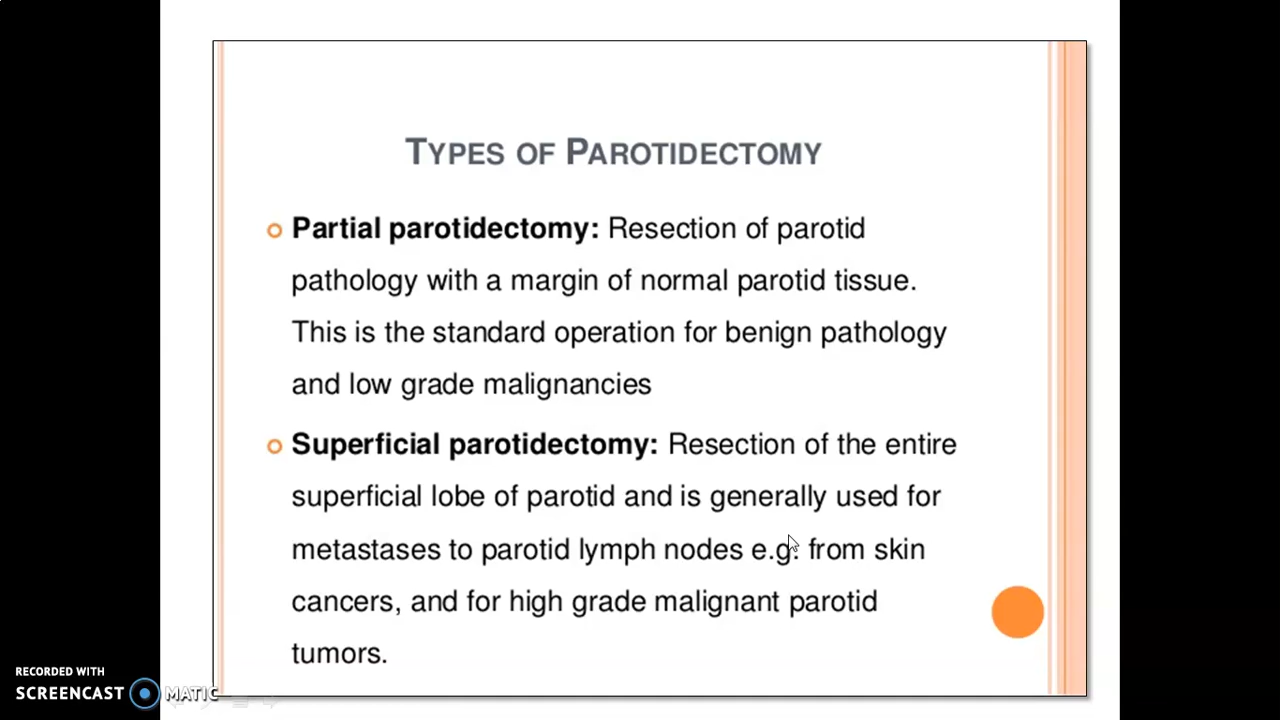 TYPES OF PAROTIDECTOMY
Partial parotidectomy: Resection of parotid
pathology with a margin of normal parotid tissue.
This is the standard operation for benign pathology
and low grade malignancies
Superficial parotidectomy: Resection of the entire
superficial lobe of parotid and is generally used for
metastases to parotid lymph nodes e.g. from skin
cancers, and for high grade malignant parotid
tumors.
RECORDED WITH
SCREENCAST MATIC